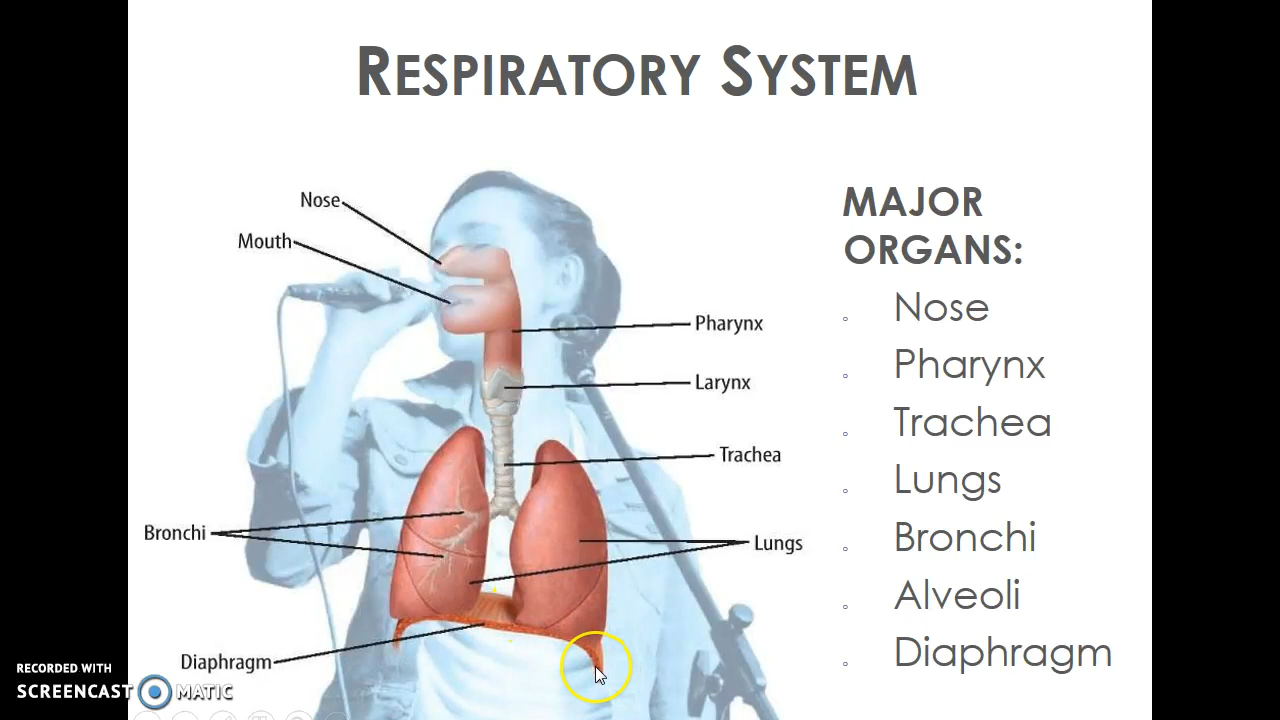 RESPIRATORY SYSTEM
Nose
Mouth
Pharynx
Larynx
Trachea
Bronchi
Lungs
Diaphragm
MAJOR
ORGANS:
Nose
Pharynx
Trachea
Lungs
Bronchi
Alveoli
Diaphragm
RECORDED WITH
SCREENCAST MATIC